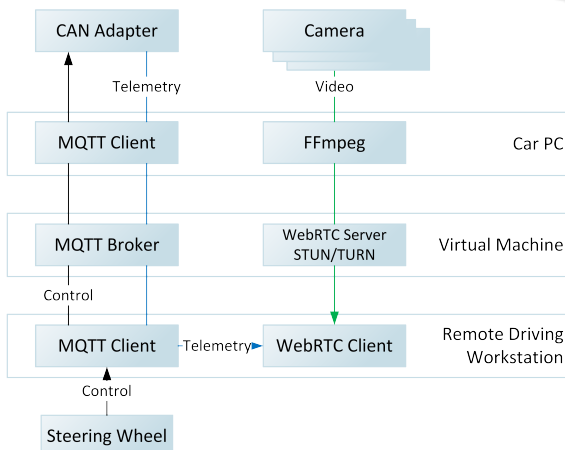 CAN Adapter
Camera
Telemetry
Video
MQTT Client
FFmpeg
Car PC
MQTT Broker
WebRTC Server
STUN/TURN
Virtual Machine
Control
MQTT Client
Telemetry
WebRTC Client
Remote Driving
Workstation
Control
Steering Wheel